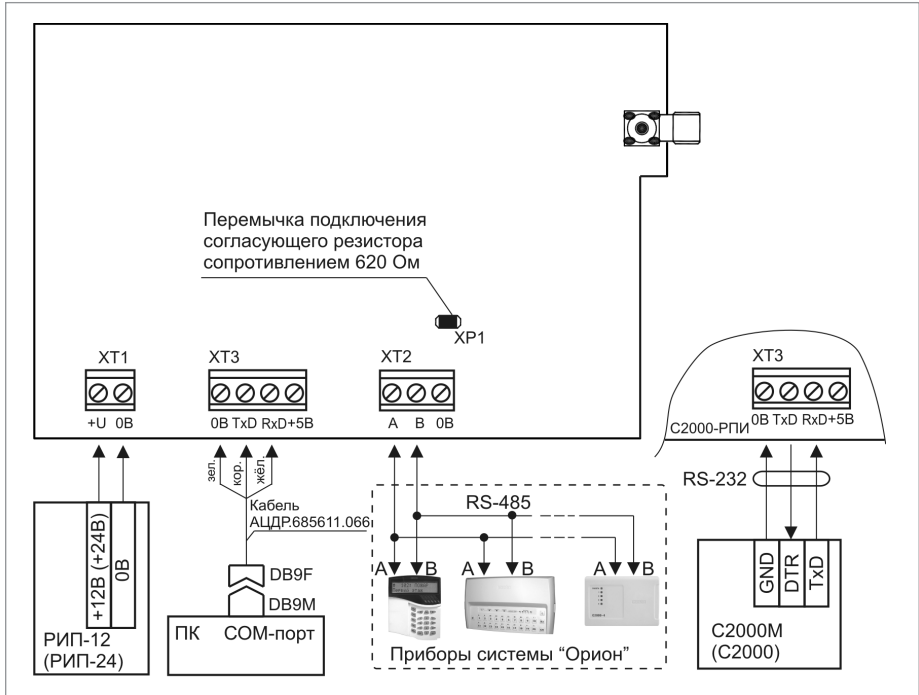 Перемычка подключения
согласующего резистора
сопротивлением 620 Ом
XP1
XT1
XT3
XT2
XT3
+U 0В
0В TxD RxD+5В
A B 0В
0В TxD RxD+5В
С2000-РПИ
зел.
кор.
жёл.
Кабель
АЦДР.685611.066
RS-485
RS-232
A B A B A B
+12В (+24В)
0В
DB9F
DB9M
GND
DTR
TxD
РИП-12
(РИП-24)
ПК COM-порт
Приборы системы “Орион”
С2000М
(С2000)